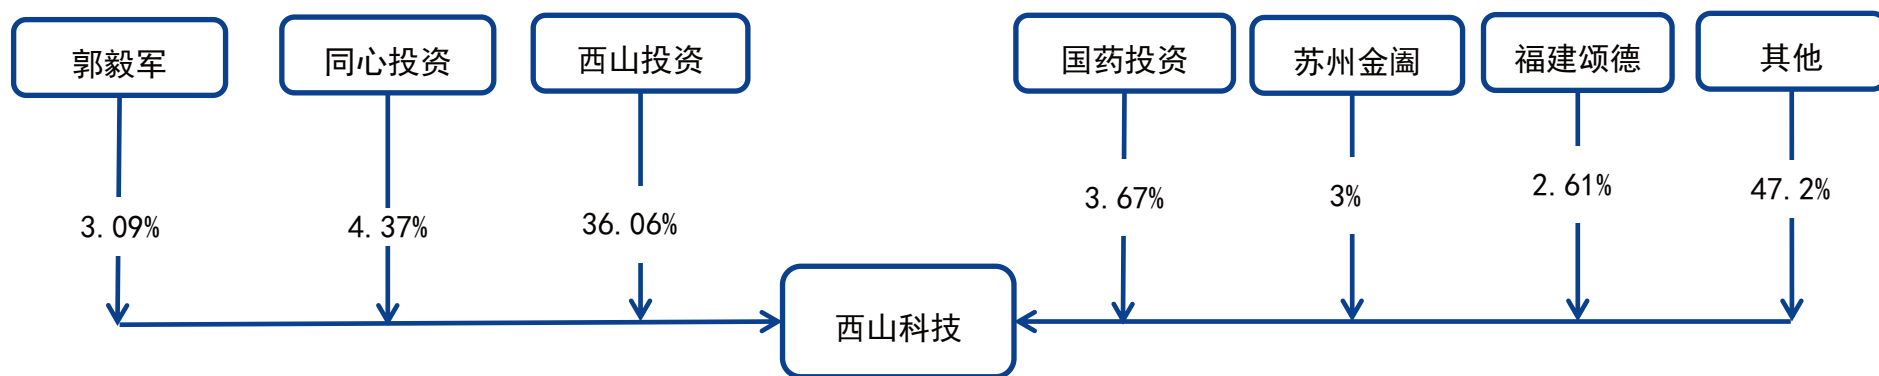 郭毅军
同心投资
西山投资
国药投资
苏州金阖
福建颂德
其他
3.09%
4.37%
36.06%
3.67%
3%
2.61%
47.2%
西山科技